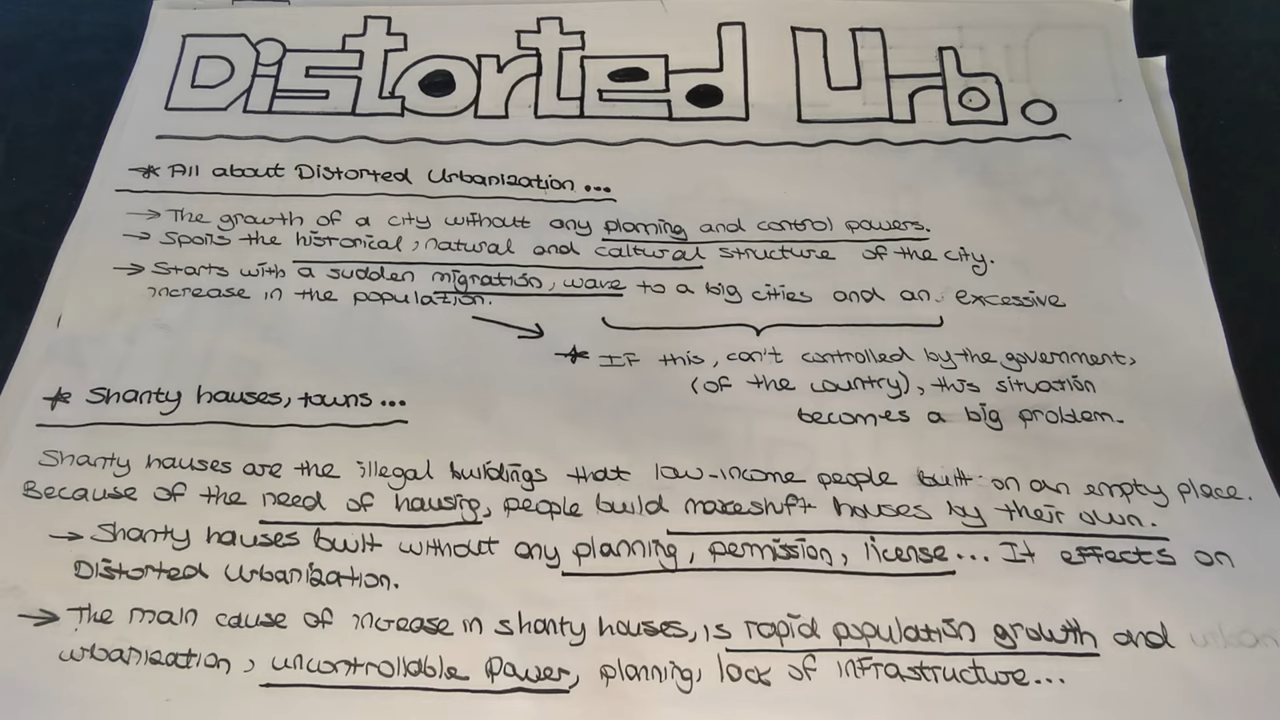 Distorted Urb.
* All about Distorted Urbanization...
→ The growth of a city without any planing and control powers.
→ Spoils the historical, natural and caltural structure of the city.
→ Starts with a sudden migration, wave to a big cities and an excessive
increase in the population.
* If this, can't controlled by the government,
(of the country), this situation
becomes a big problem.
* Shanty houses, towns...
Shanty houses are the illegal buildings that low-income people built on an empty place.
Because of the need of housing, people build makeshift houses by their own.
→ Shanty houses built without any planning, permission, license... It effects on
Distorted Urbanization.
→ The main cause of increase in shanty houses, is rapid population growth and urban
urbanization, uncontrollable power, planning, lack of infrastructure...